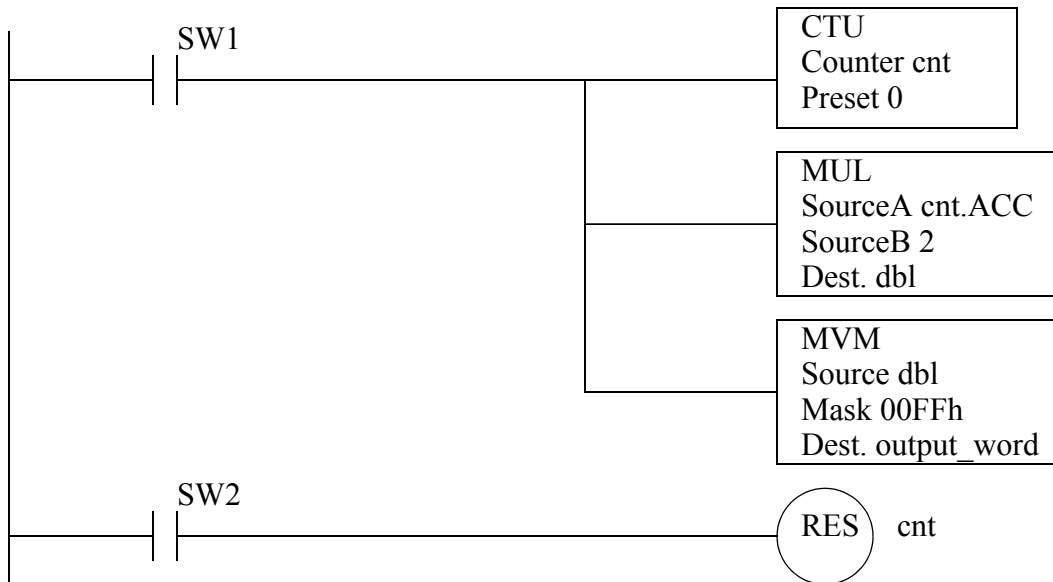 SW1
CTU
Counter cnt
Preset 0
MUL
SourceA cnt.ACC
SourceB 2
Dest. dbl
MVM
Source dbl
Mask 00FFh
Dest. output_word
SW2
RES cnt